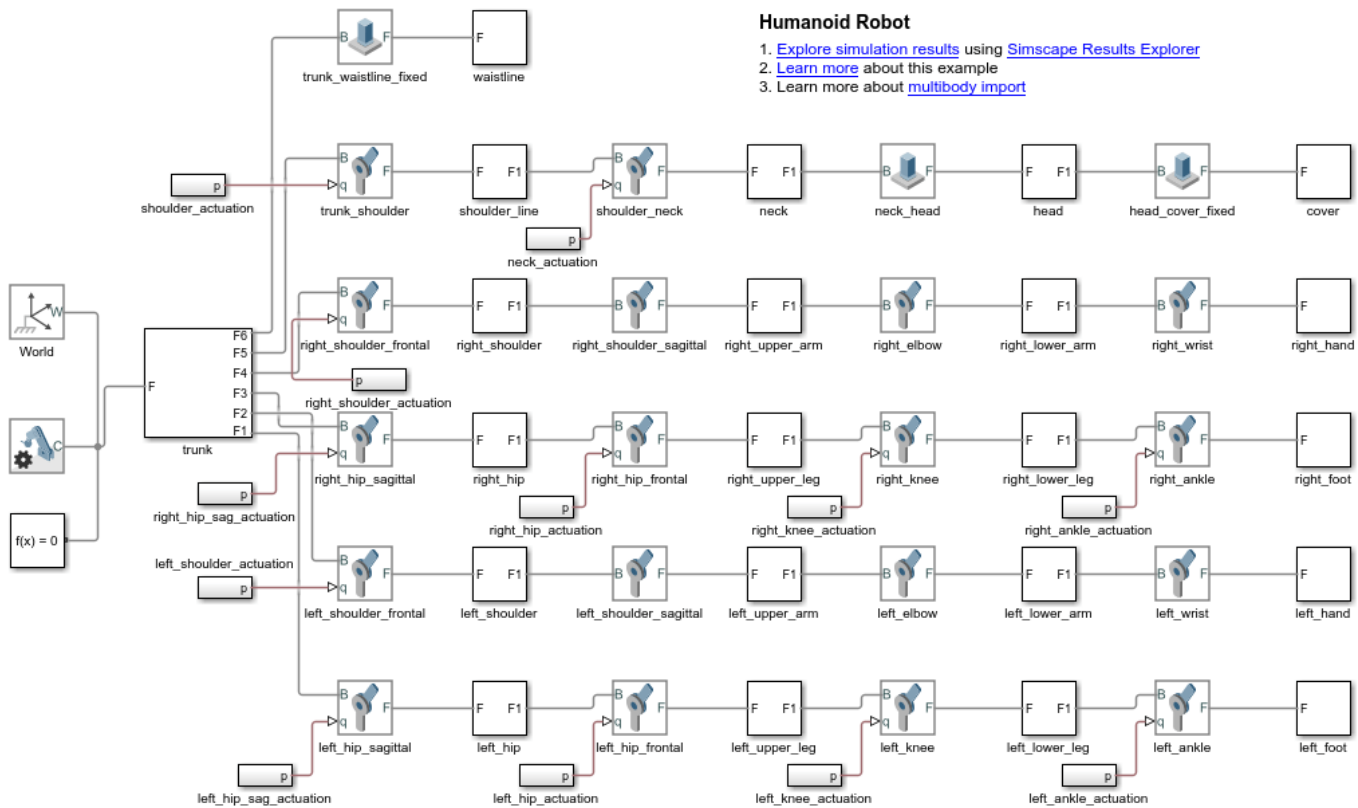 Humanoid Robot
1. Explore simulation results using Simscape Results Explorer
2. Learn more about this example
3. Learn more about multibody import
B F F
trunk_waistline_fixed waistline
B F q F F1 B F q F F1 B F F F1 B F F
p
shoulder_actuation trunk_shoulder shoulder_line shoulder_neck neck neck_head head head_cover_fixed cover
p
neck_actuation
W
World
B F q F F1 B F F F1 B F F F1 B F F
right_shoulder_frontal right_shoulder right_shoulder_sagittal right_upper_arm right_elbow right_lower_arm right_wrist right_hand
F F6 F5 F4 F3 F2 F1
trunk
p
right_shoulder_actuation
C
B F q F F1 B F q F F1 B F q F F1 B F q F
right_hip_sagittal right_hip right_hip_frontal right_upper_leg right_knee right_lower_leg right_ankle right_foot
p p p p
right_hip_sag_actuation right_hip_actuation right_knee_actuation right_ankle_actuation
f(x) = 0
left_shoulder_actuation
p
B F q F F1 B F F F1 B F F F1 B F F
left_shoulder_frontal left_shoulder left_shoulder_sagittal left_upper_arm left_elbow left_lower_arm left_wrist left_hand
B F q F F1 B F q F F1 B F q F F1 B F q F
left_hip_sagittal left_hip left_hip_frontal left_upper_leg left_knee left_lower_leg left_ankle left_foot
p p p p
left_hip_sag_actuation left_hip_actuation left_knee_actuation left_ankle_actuation